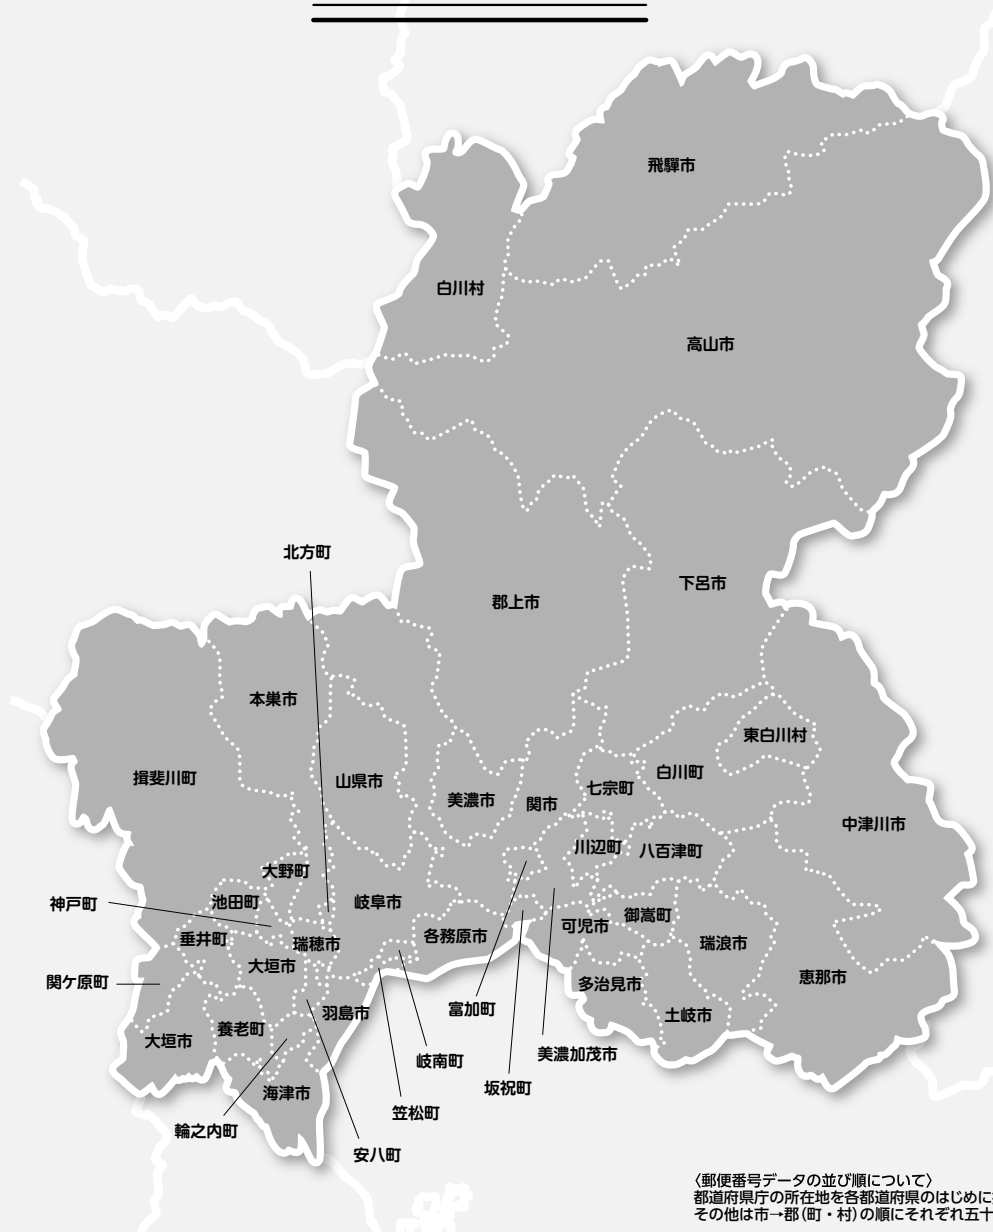 飛騨市
白川村
高山市
北方町
下呂市
郡上市
本巣市
東白川村
白川町
揖斐川町
山県市
七宗町
美濃市
関市
中津川市
川辺町
八百津町
大野町
池田町
岐阜市
神戸町
御嵩町
可児市
各務原市
垂井町
瑞穂市
瑞浪市
大垣市
恵那市
関ケ原町
多治見市
富加町
羽島市
土岐市
養老町
大垣市
美濃加茂市
岐南町
坂祝町
海津市
笠松町
輪之内町
安八町
〈郵便番号データの並び順について〉
都道府県庁の所在地を各都道府県のはじめに
その他は市→郡(町・村)の順にそれぞれ五十